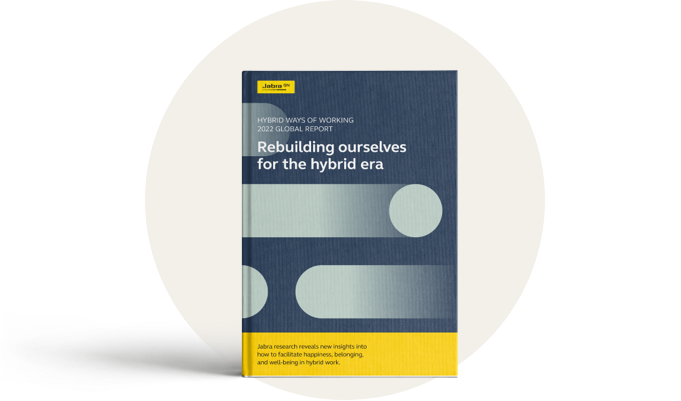 Jabra GN
HYBRID WAYS OF WORKING
2022 GLOBAL REPORT
Rebuilding ourselves
for the hybrid era
Jabra research reveals new insights into
how to facilitate happiness, belonging,
and well-being in hybrid work.